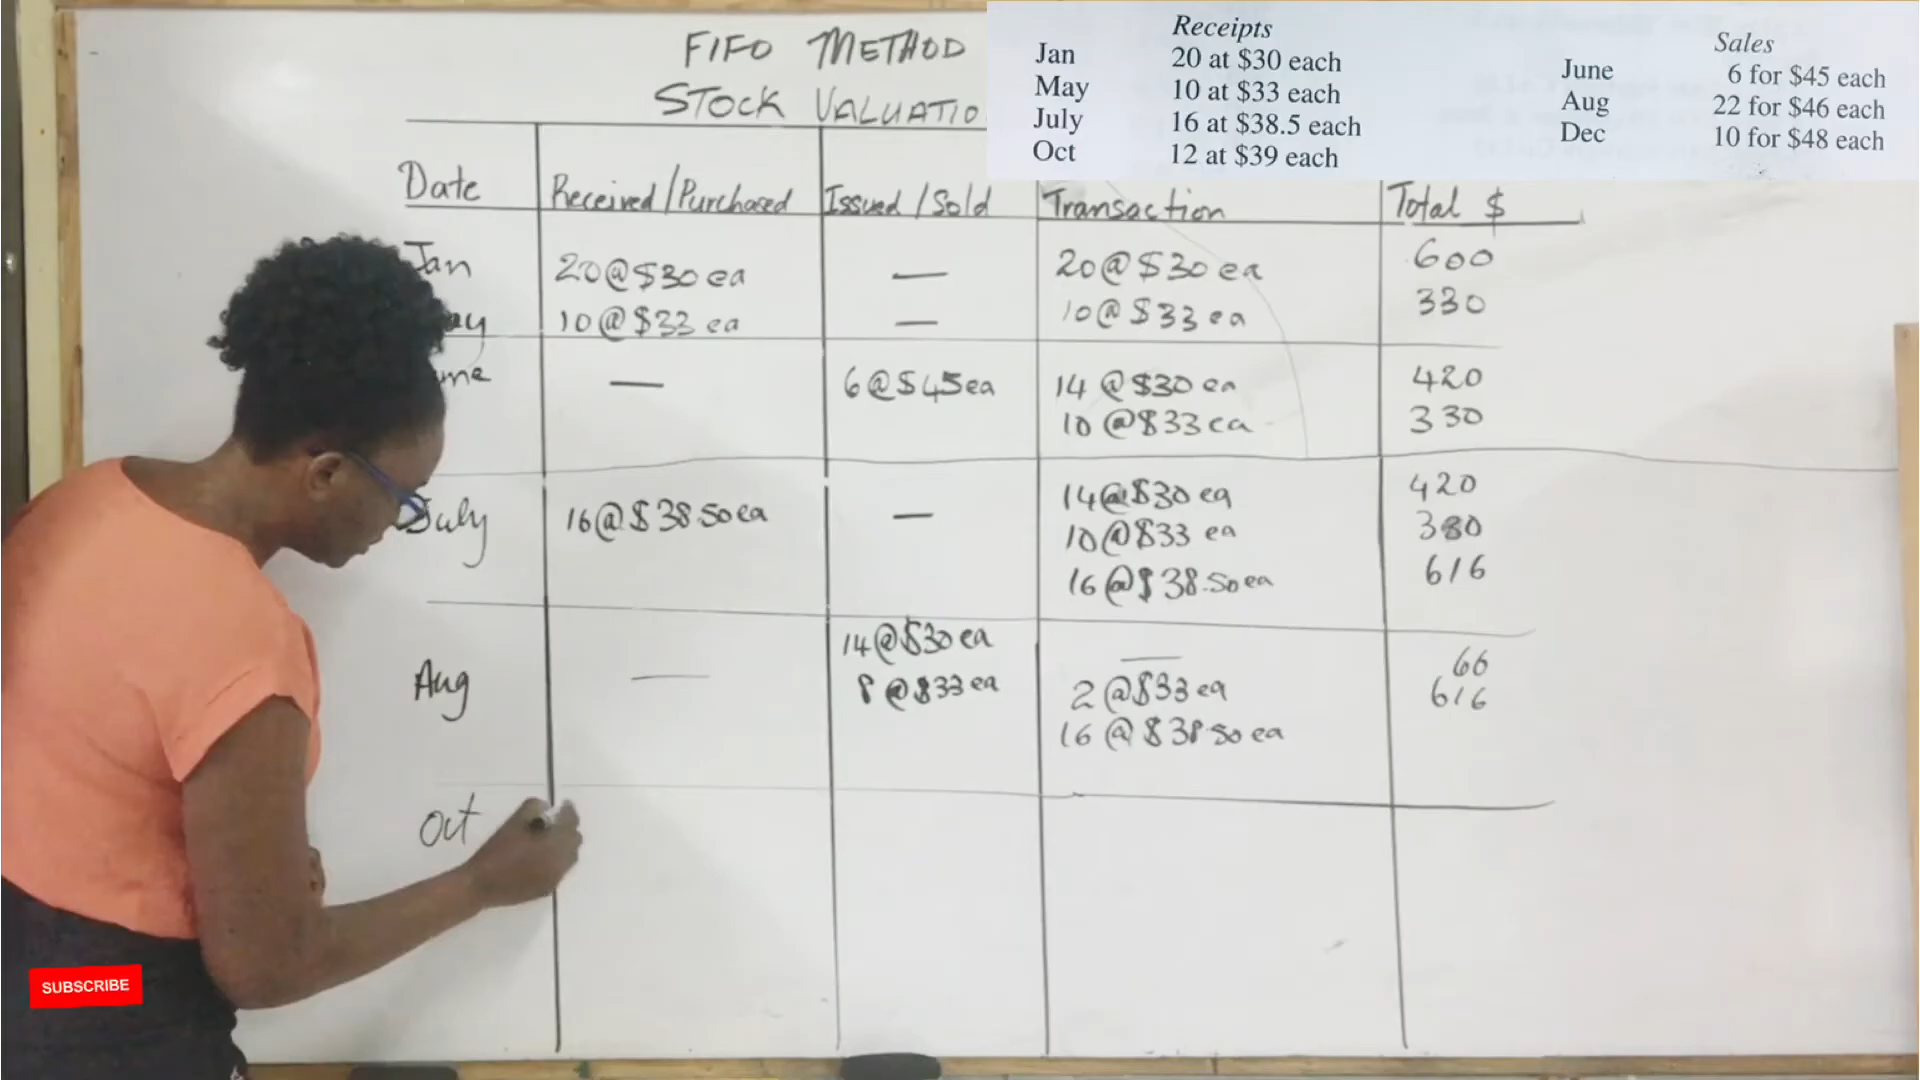 FIFO METHOD
STOCK VALUATIO
Receipts
Jan 20 at $30 each
May 10 at $33 each
July 16 at $38.5 each
Oct 12 at $39 each
Sales
June 6 for $45 each
Aug 22 for $46 each
Dec 10 for $48 each
Date Received/Purchased Issued/Sold Transaction Total $
Jan 20@$30 ea — 20@$30 ea 600
ay 10@$33 ea — 10@$33 ea 330
une — 6@$45ea 14@$30 ea 420
10@$33 ea 330
July 16@$38.50ea — 14@$30 ea 420
10@$33 ea 330
16@$38.50ea 616
Aug — 14@$30 ea — 66
8@$33 ea 2@$33 ea 616
16@$38.50 ea
Oct
SUBSCRIBE